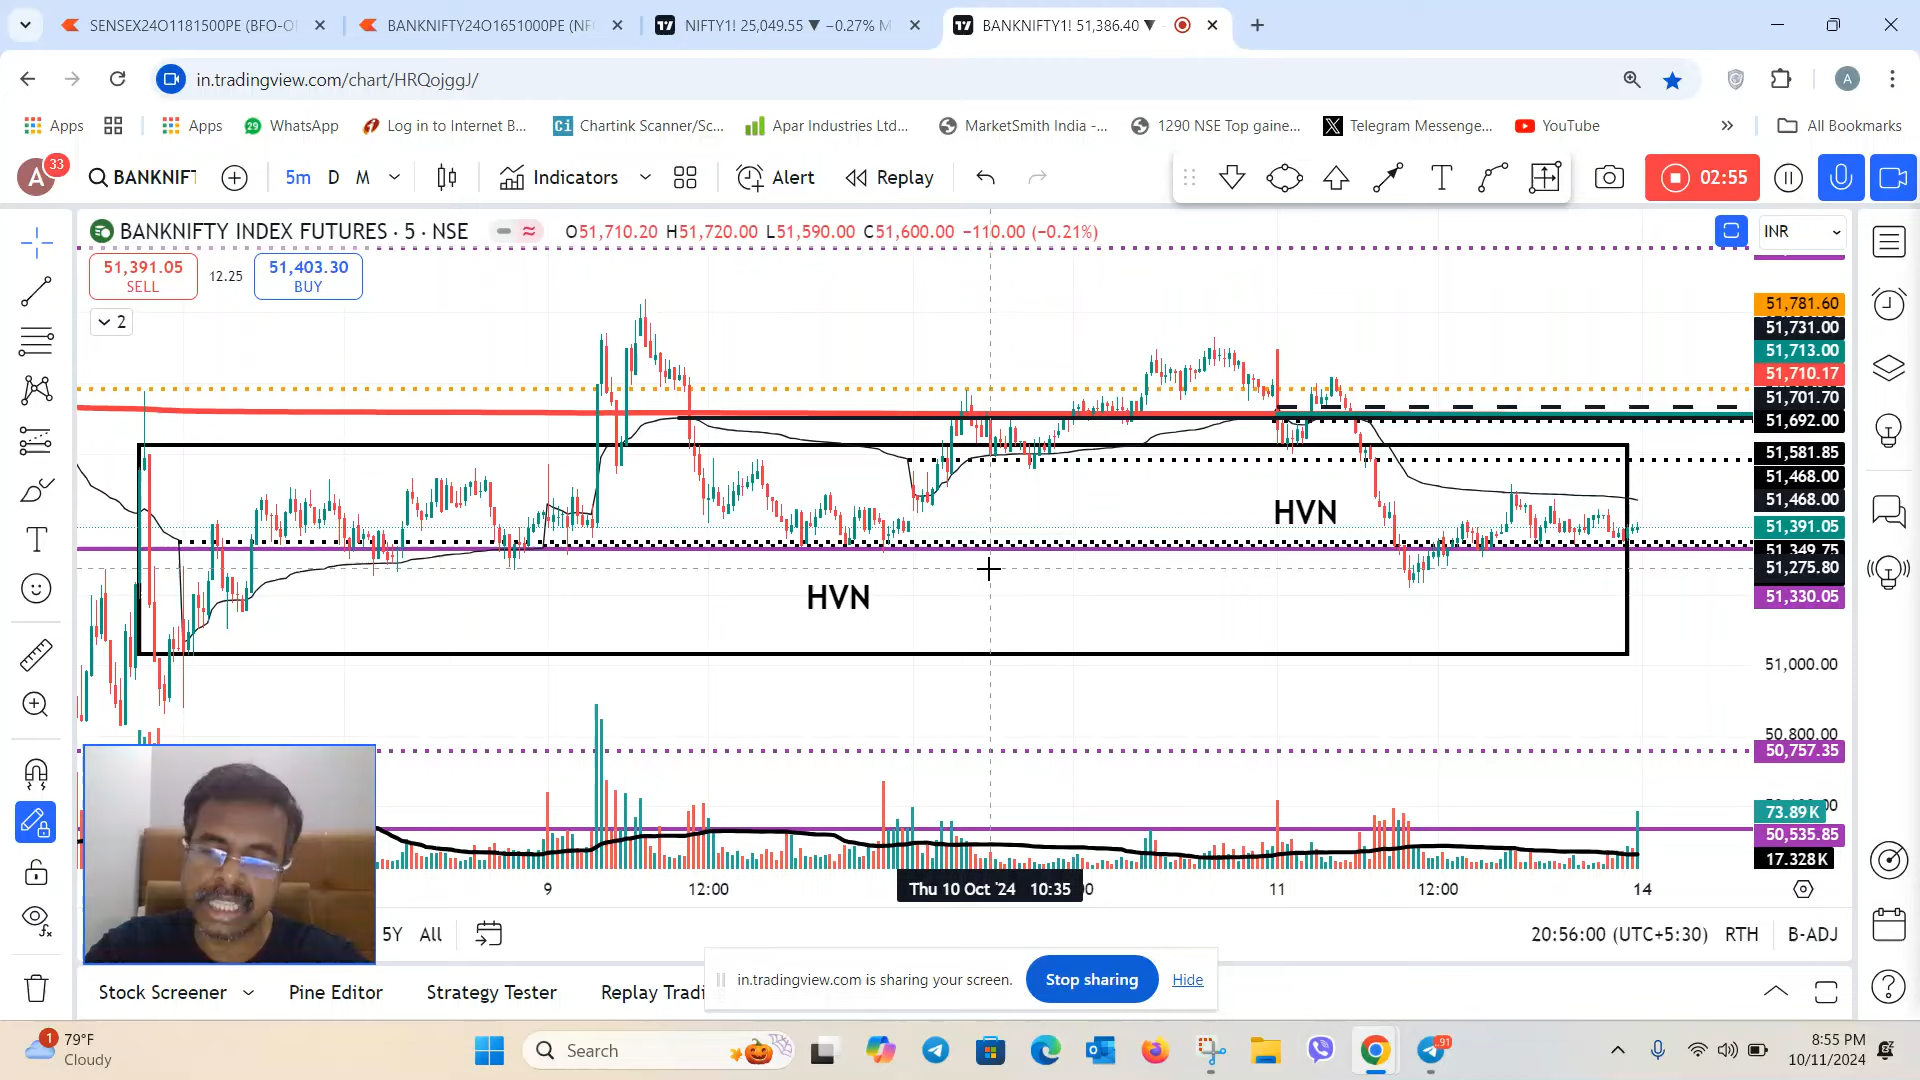 SENSEX24O1181500PE (BFO-O
BANKNIFTY24O1651000PE (NF
NIFTY1! 25,049.55 ▼ −0.27% M
BANKNIFTY1! 51,386.40 ▼
in.tradingview.com/chart/HRQojggJ/
A
Apps
Apps
29
WhatsApp
Log in to Internet B...
Ci
Chartink Scanner/Sc...
Apar Industries Ltd...
MarketSmith India -...
1290 NSE Top gaine...
Telegram Messenge...
YouTube
All Bookmarks
A
33
BANKNIFT
5m
D
M
Indicators
Alert
Replay
02:55
BANKNIFTY INDEX FUTURES · 5 · NSE
O51,710.20 H51,720.00 L51,590.00 C51,600.00 −110.00 (−0.21%)
INR
51,391.05
SELL
12.25
51,403.30
BUY
2
51,781.60
51,731.00
51,713.00
51,710.17
51,701.70
51,692.00
51,581.85
51,468.00
51,468.00
51,391.05
51,349.75
51,275.80
51,330.05
51,000.00
50,800.00
50,757.35
73.89K
50,535.85
17.328K
HVN
HVN
9
12:00
Thu 10 Oct '24 10:35
11
12:00
14
5Y
All
20:56:00 (UTC+5:30)
RTH
B-ADJ
in.tradingview.com is sharing your screen.
Stop sharing
Hide
Stock Screener
Pine Editor
Strategy Tester
Replay Tradi
1
79°F
Cloudy
Search
91
8:55 PM
10/11/2024